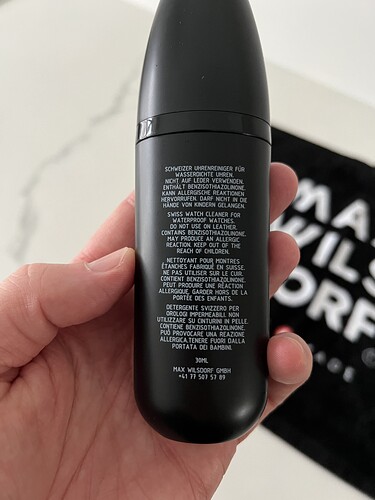 SCHWEIZER UHRENREINIGER FÜR
WASSERDICHTE UHREN.
NICHT AUF LEDER VERWENDEN.
ENTHÄLT BENZISOTHIAZOLINONE.
KANN ALLERGISCHE REAKTIONEN
HERVORRUFEN. DARF NICHT IN DIE
HÄNDE VON KINDERN GELANGEN.
SWISS WATCH CLEANER FOR
WATERPROOF WATCHES.
DO NOT USE ON LEATHER.
CONTAINS BENZISOTHIAZOLINONE.
MAY PRODUCE AN ALLERGIC
REACTION. KEEP OUT OF THE
REACH OF CHILDREN.
NETTOYANT POUR MONTRES
ÉTANCHES FABRIQUÉ EN SUISSE.
NE PAS UTILISER SUR LE CUIR.
CONTIENT BENZISOTHIAZOLINONE.
PEUT PRODUIRE UNE RÉACTION
ALLERGIQUE. GARDER HORS DE LA
PORTÉE DES ENFANTS.
DETERGENTE SVIZZERO PER
OROLOGI IMPERMEABILI. NON
UTILIZZARE SU CINTURINI IN PELLE.
CONTIENE BENZISOTHIAZOLINONE.
PUÒ PROVOCARE UNA REAZIONE
ALLERGICA.TENERE FUORI DALLA
PORTATA DEI BAMBINI.
30ML
MAX WILSDORF GMBH
+41 77 507 57 89
MA
WILS
DORF